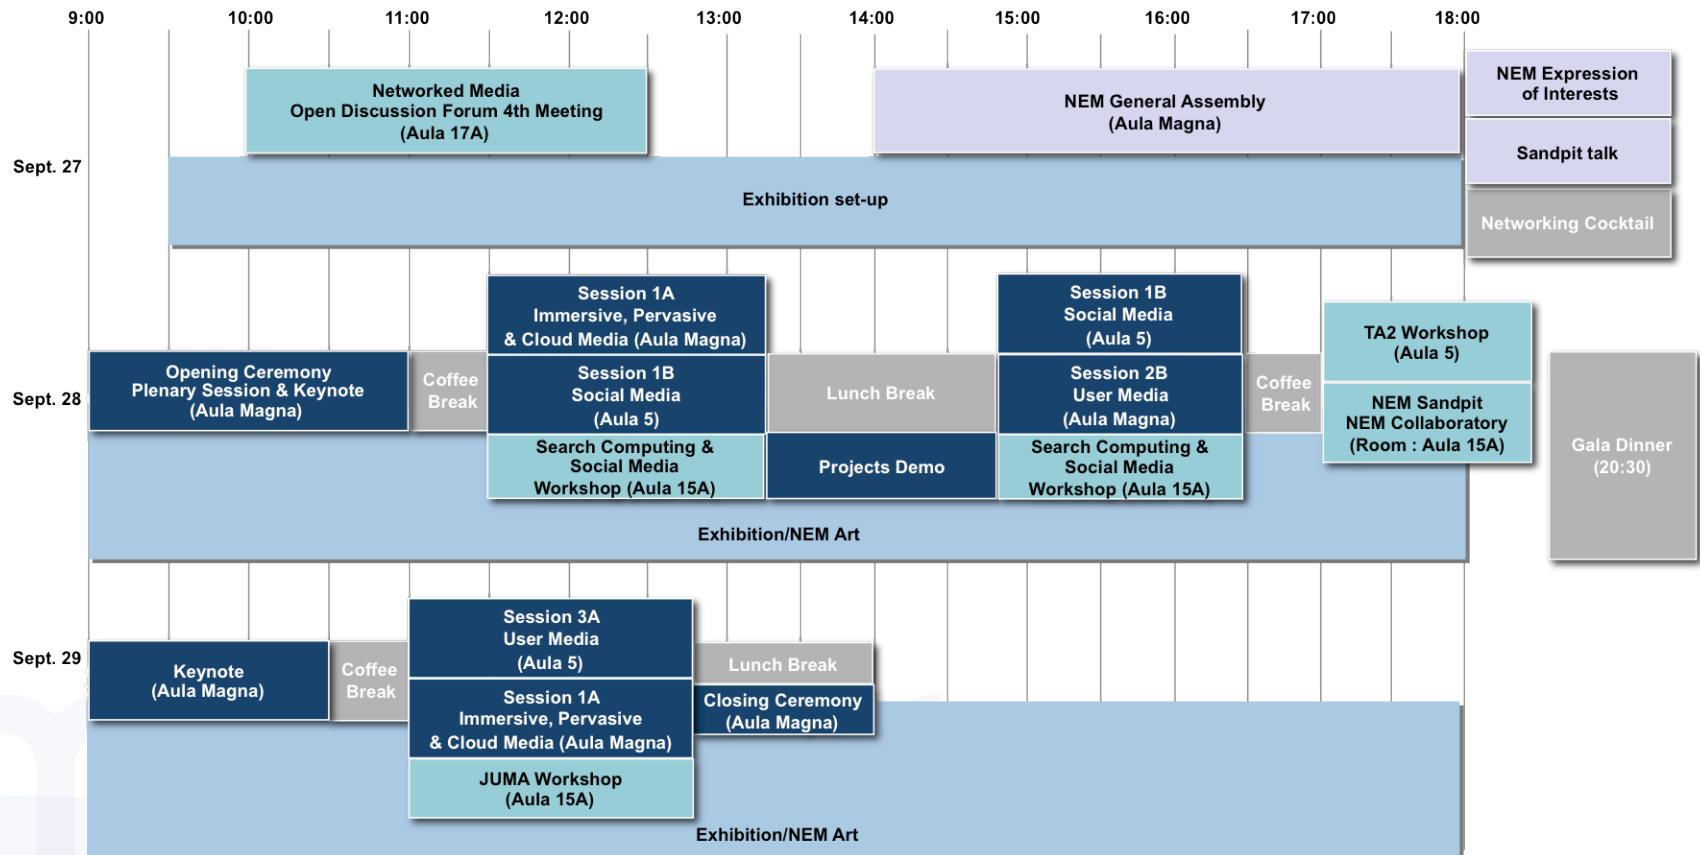 9:00 10:00 11:00 12:00 13:00 14:00 15:00 16:00 17:00 18:00
Sept. 27
Networked Media
Open Discussion Forum 4th Meeting
(Aula 17A)
NEM General Assembly
(Aula Magna)
NEM Expression
of Interests
Sandpit talk
Networking Cocktail
Exhibition set-up
Sept. 28
Opening Ceremony
Plenary Session & Keynote
(Aula Magna)
Coffee
Break
Session 1A
Immersive, Pervasive
& Cloud Media (Aula Magna)
Session 1B
Social Media
(Aula 5)
Search Computing &
Social Media
Workshop (Aula 15A)
Lunch Break
Projects Demo
Session 1B
Social Media
(Aula 5)
Session 2B
User Media
(Aula Magna)
Search Computing &
Social Media
Workshop (Aula 15A)
Coffee
Break
TA2 Workshop
(Aula 5)
NEM Sandpit
NEM Collaboratory
(Room : Aula 15A)
Gala Dinner
(20:30)
Exhibition/NEM Art
Sept. 29
Keynote
(Aula Magna)
Coffee
Break
Session 3A
User Media
(Aula 5)
Session 1A
Immersive, Pervasive
& Cloud Media (Aula Magna)
JUMA Workshop
(Aula 15A)
Lunch Break
Closing Ceremony
(Aula Magna)
Exhibition/NEM Art